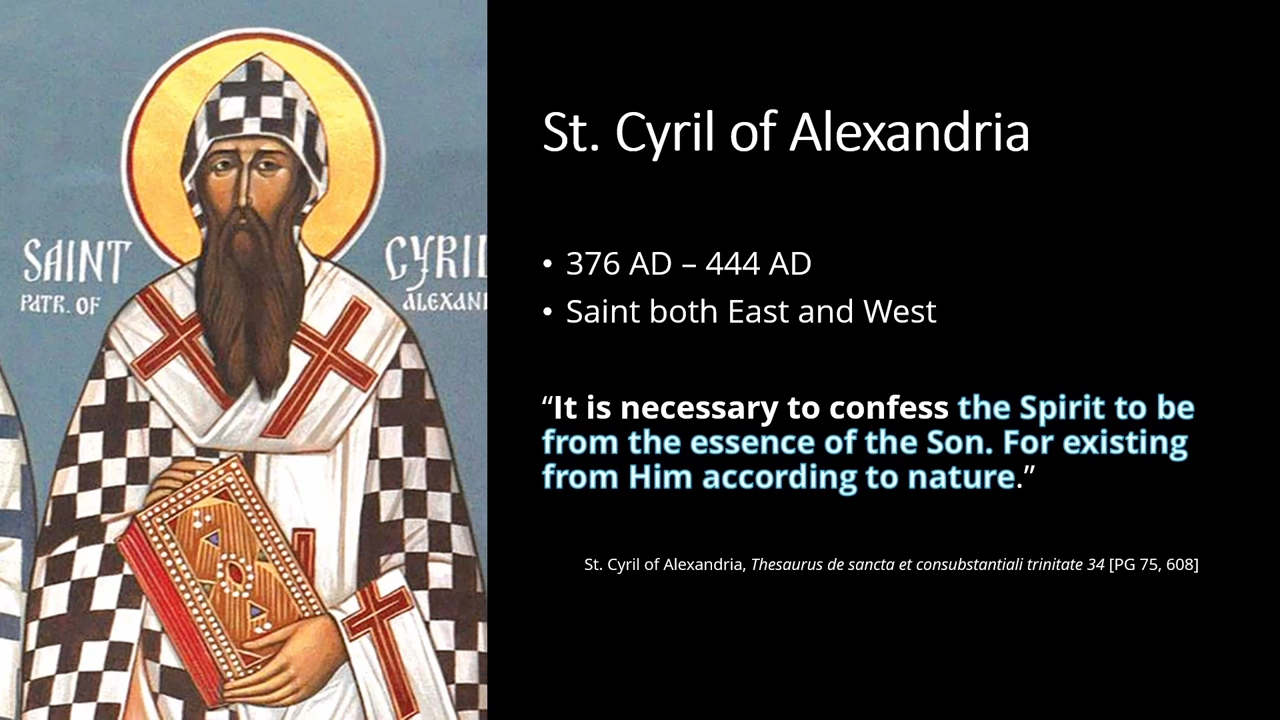 SAINT
PATR. OF
CYRIL
ALEXAN
St. Cyril of Alexandria
• 376 AD – 444 AD
• Saint both East and West
“It is necessary to confess the Spirit to be
from the essence of the Son. For existing
from Him according to nature.”
St. Cyril of Alexandria, Thesaurus de sancta et consubstantiali trinitate 34 [PG 75, 608]